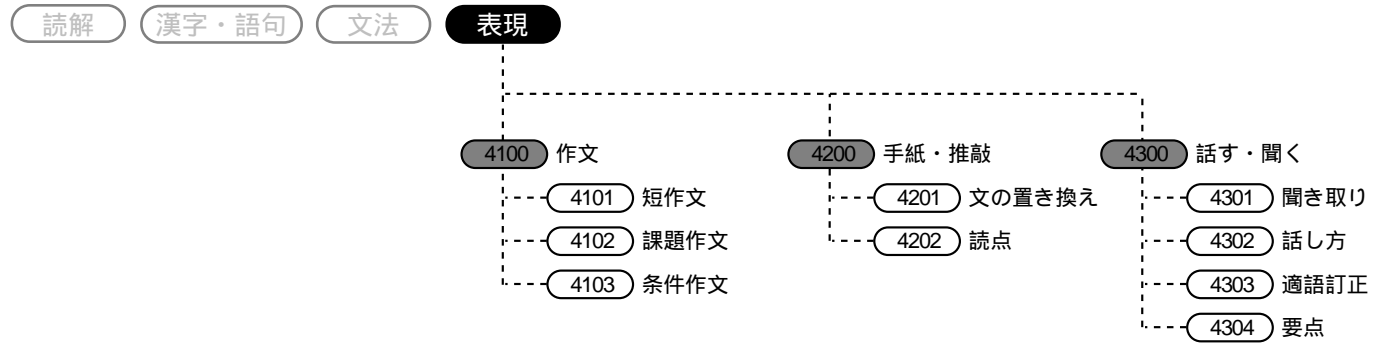 読解 漢字・語句 文法 表現
4100 作文 4200 手紙・推敲 4300 話す・聞く
4101 短作文 4201 文の置き換え 4301 聞き取り
4102 課題作文 4202 読点 4302 話し方
4103 条件作文 4303 適語訂正
4304 要点